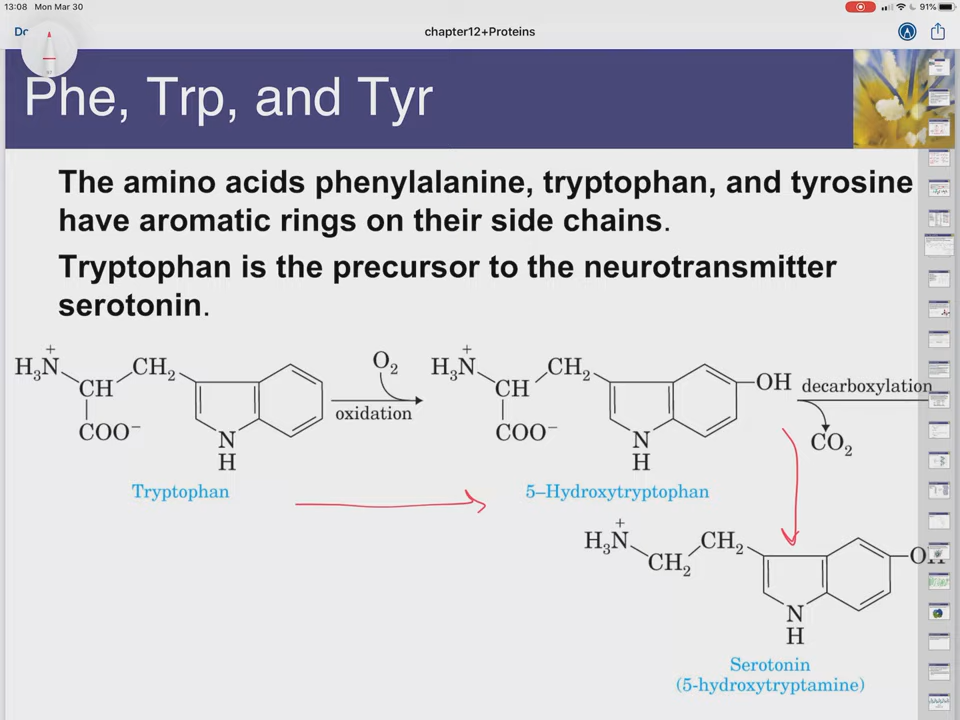 13:08 Mon Mar 30
91%
chapter12+Proteins
Phe, Trp, and Tyr
The amino acids phenylalanine, tryptophan, and tyrosine
have aromatic rings on their side chains.
Tryptophan is the precursor to the neurotransmitter
serotonin.
H₃N⁺ CH CH₂ COO⁻ N H
O₂
oxidation
H₃N⁺ CH CH₂ COO⁻ N H OH
decarboxylation
CO₂
Tryptophan
5–Hydroxytryptophan
H₃N⁺ CH₂ CH₂ N H
Serotonin
(5-hydroxytryptamine)